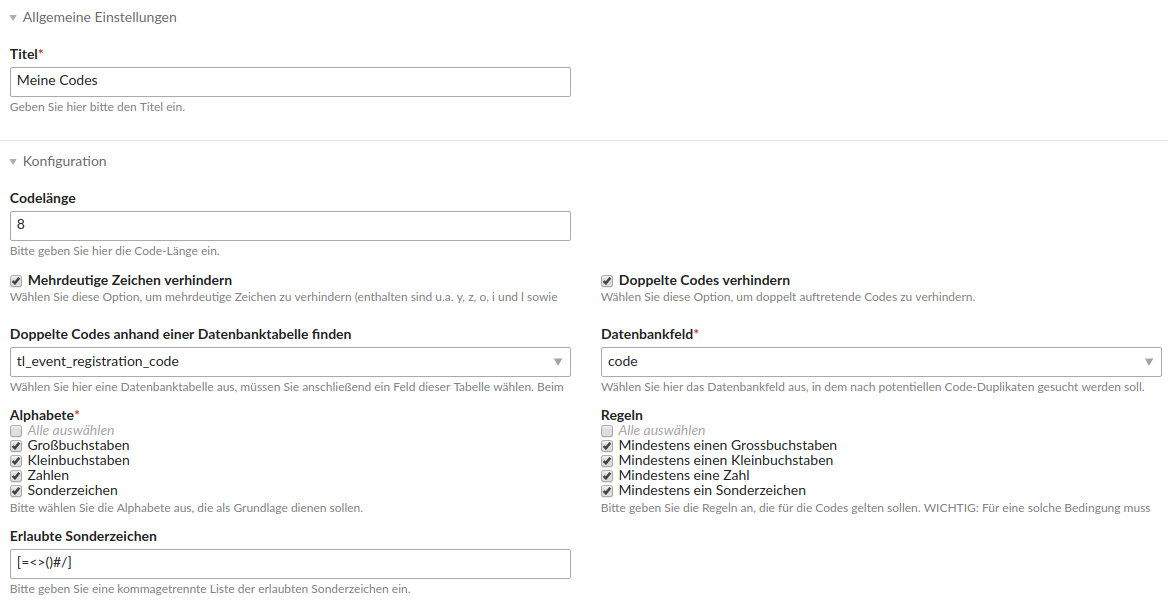 Allgemeine Einstellungen
Titel*
Meine Codes
Geben Sie hier bitte den Titel ein.
Konfiguration
Codelänge
8
Bitte geben Sie hier die Code-Länge ein.
Mehrdeutige Zeichen verhindern
Wählen Sie diese Option, um mehrdeutige Zeichen zu verhindern (enthalten sind u.a. y, z, o, i und l sowie
Doppelte Codes verhindern
Wählen Sie diese Option, um doppelt auftretende Codes zu verhindern.
Doppelte Codes anhand einer Datenbanktabelle finden
tl_event_registration_code
Wählen Sie hier eine Datenbanktabelle aus, müssen Sie anschließend ein Feld dieser Tabelle wählen. Beim
Datenbankfeld*
code
Wählen Sie hier das Datenbankfeld aus, in dem nach potentiellen Code-Duplikaten gesucht werden soll.
Alphabete*
Alle auswählen
Großbuchstaben
Kleinbuchstaben
Zahlen
Sonderzeichen
Bitte wählen Sie die Alphabete aus, die als Grundlage dienen sollen.
Regeln
Alle auswählen
Mindestens einen Grossbuchstaben
Mindestens einen Kleinbuchstaben
Mindestens eine Zahl
Mindestens ein Sonderzeichen
Bitte geben Sie die Regeln an, die für die Codes gelten sollen. WICHTIG: Für eine solche Bedingung muss
Erlaubte Sonderzeichen
[=<>()#/]
Bitte geben Sie eine kommagetrennte Liste der erlaubten Sonderzeichen ein.